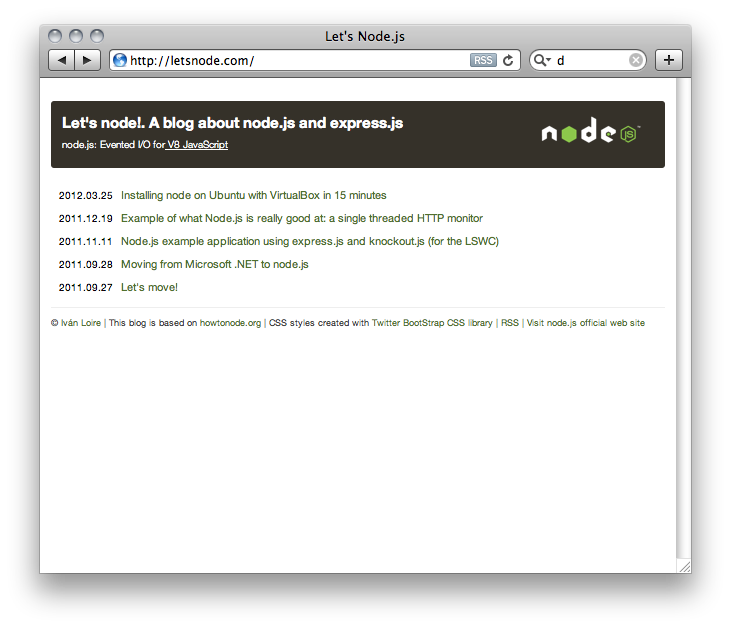 Let's Node.js
http://letsnode.com/
RSS
d
Let's node!. A blog about node.js and express.js
node.js: Evented I/O for V8 JavaScript
node JS ™
2012.03.25 Installing node on Ubuntu with VirtualBox in 15 minutes
2011.12.19 Example of what Node.js is really good at: a single threaded HTTP monitor
2011.11.11 Node.js example application using express.js and knockout.js (for the LSWC)
2011.09.28 Moving from Microsoft .NET to node.js
2011.09.27 Let's move!
© Iván Loire | This blog is based on howtonode.org | CSS styles created with Twitter BootStrap CSS library | RSS | Visit node.js official web site